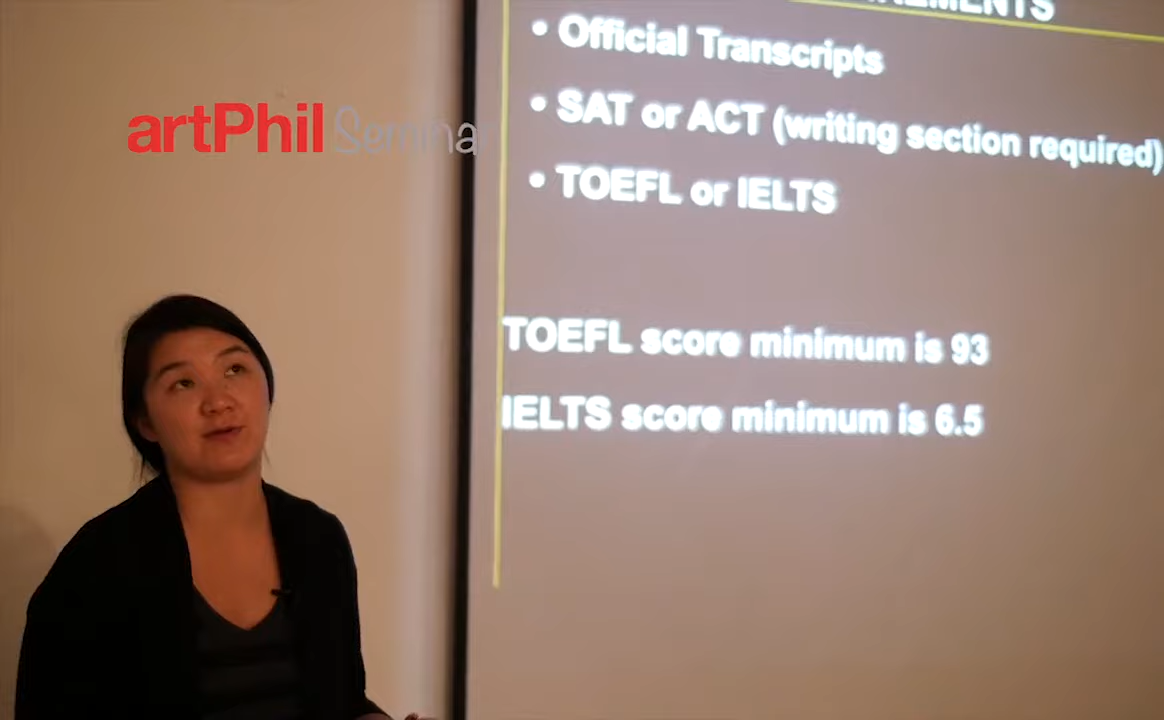 artPhil Seminar
• Official Transcripts
• SAT or ACT (writing section required)
• TOEFL or IELTS
TOEFL score minimum is 93
IELTS score minimum is 6.5